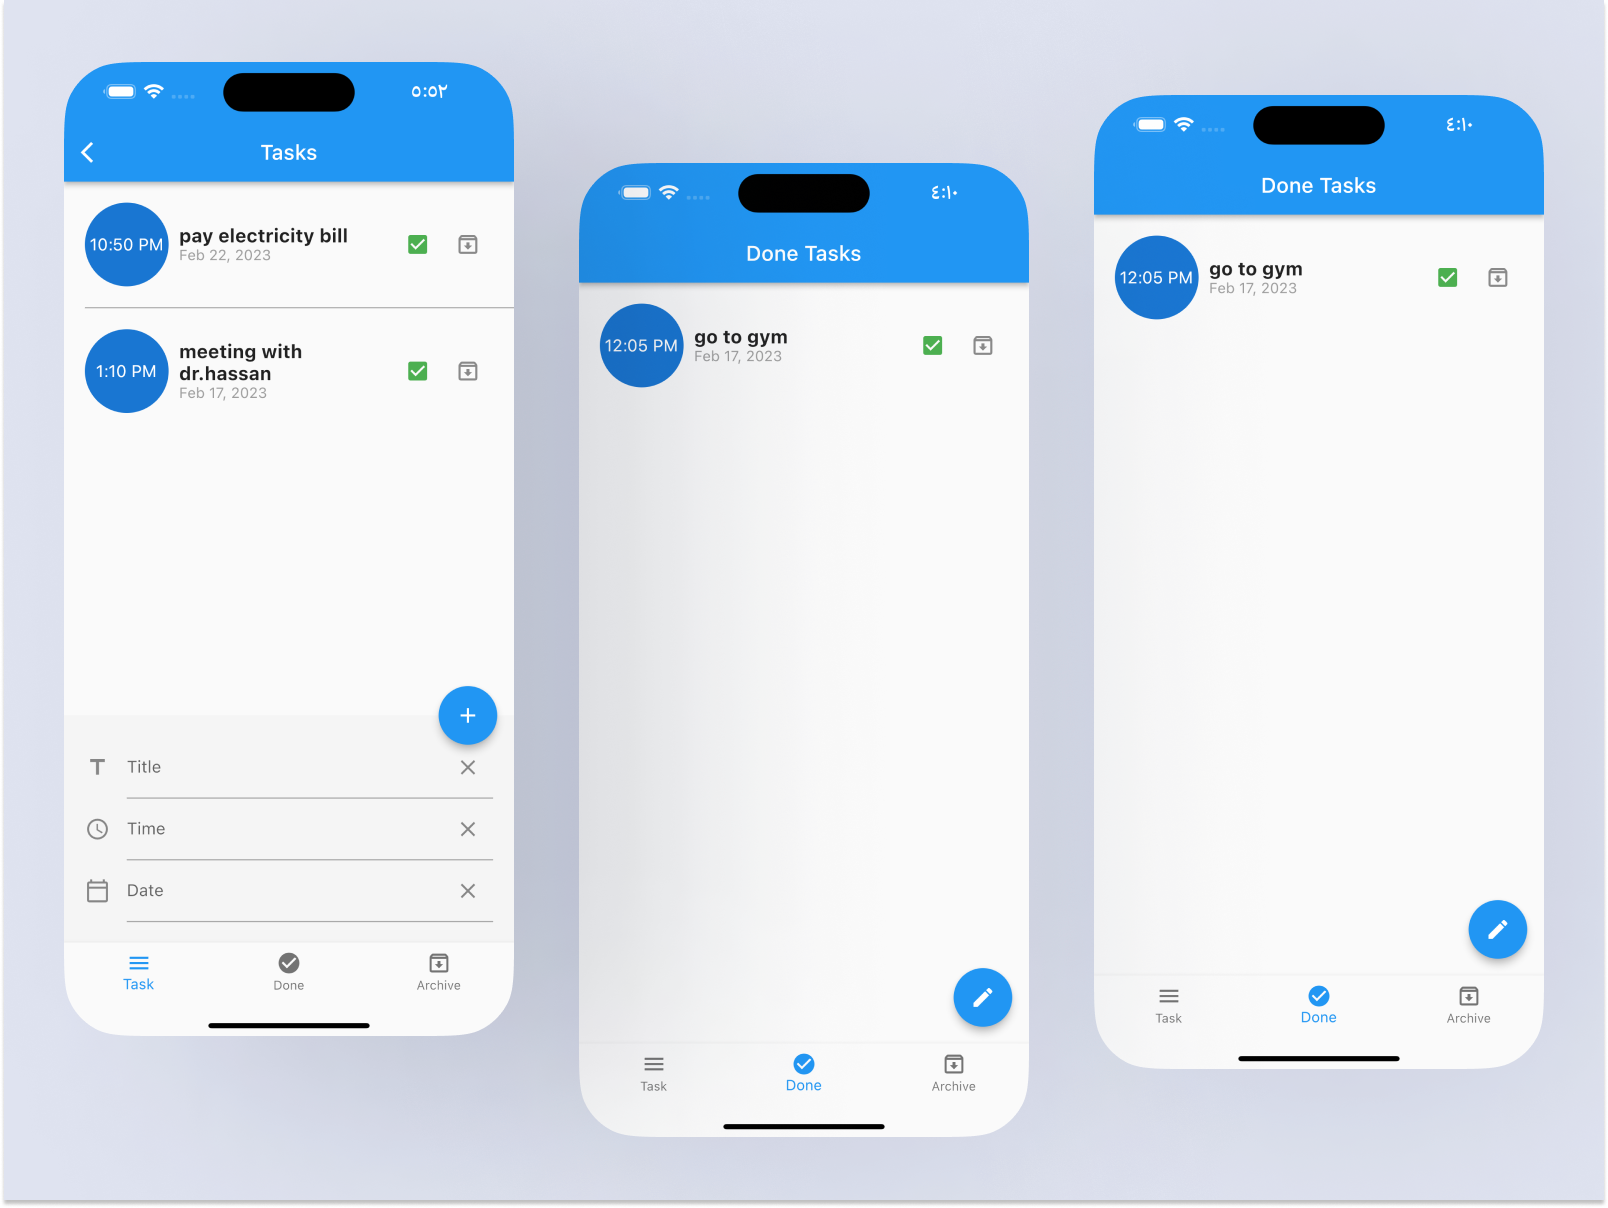 ٥:٥٢
Tasks
10:50 PM
pay electricity bill
Feb 22, 2023
1:10 PM
meeting with
dr.hassan
Feb 17, 2023
Title
Time
Date
Task
Done
Archive
٤:١٠
Done Tasks
12:05 PM
go to gym
Feb 17, 2023
Task
Done
Archive
٤:١٠
Done Tasks
12:05 PM
go to gym
Feb 17, 2023
Task
Done
Archive